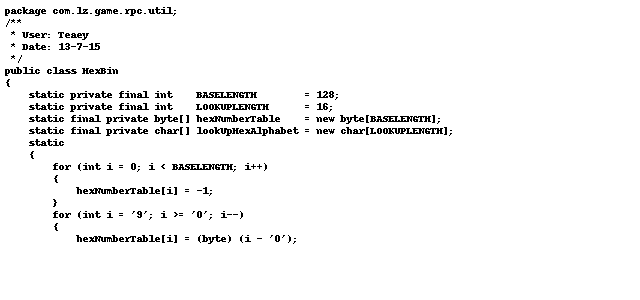 package com.lz.game.rpc.util;
/**
 * User: Teaey
 * Date: 13-7-15
 */
public class HexBin
{
    static private final int    BASELENGTH        = 128;
    static private final int    LOOKUPLENGTH      = 16;
    static final private byte[] hexNumberTable    = new byte[BASELENGTH];
    static final private char[] lookUpHexAlphabet = new char[LOOKUPLENGTH];
    static
    {
        for (int i = 0; i < BASELENGTH; i++)
        {
            hexNumberTable[i] = -1;
        }
        for (int i = '9'; i >= '0'; i--)
        {
            hexNumberTable[i] = (byte) (i - '0');